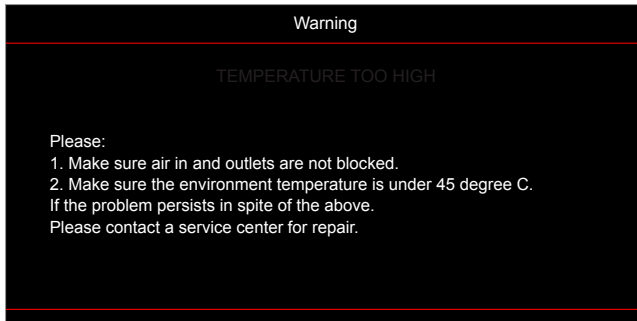 Warning
TEMPERATURE TOO HIGH
Please:
1. Make sure air in and outlets are not blocked.
2. Make sure the environment temperature is under 45 degree C.
If the problem persists in spite of the above.
Please contact a service center for repair.